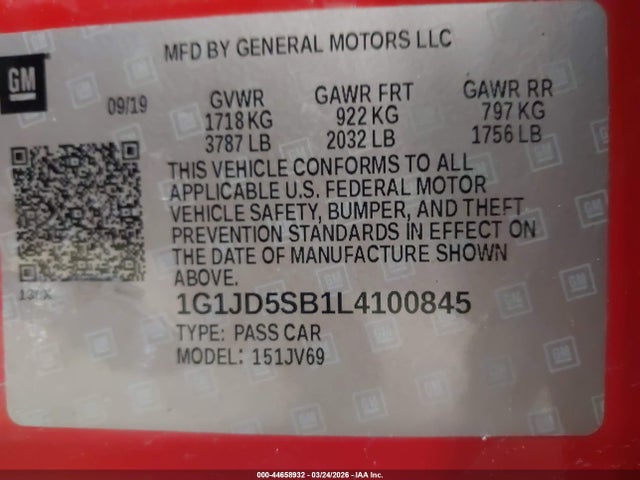 GM
MFD BY GENERAL MOTORS LLC
09/19
GVWR
1718 KG
3787 LB
GAWR FRT
922 KG
2032 LB
GAWR RR
797 KG
1756 LB
THIS VEHICLE CONFORMS TO ALL
APPLICABLE U.S. FEDERAL MOTOR
VEHICLE SAFETY, BUMPER, AND THEFT
PREVENTION STANDARDS IN EFFECT ON
THE DATE OF MANUFACTURE SHOWN
ABOVE.
1G1JD5SB1L4100845
TYPE: PASS CAR
MODEL: 151JV69
000-44658932 - 03/24/2026 - IAA Inc.